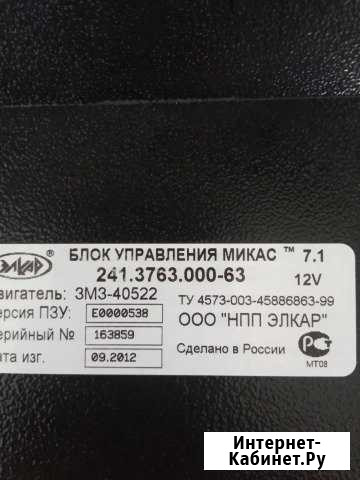 ЭЛКАР ®
БЛОК УПРАВЛЕНИЯ МИКАС ™ 7.1
241.3763.000-63 12V
вигатель: ЗМЗ-40522 ТУ 4573-003-45886863-99
ерсия ПЗУ: E0000538 ООО "НПП ЭЛКАР"
ерийный № 163859
ата изг. 09.2012 Сделано в России
МТ08
Интернет-
Кабинет.Ру